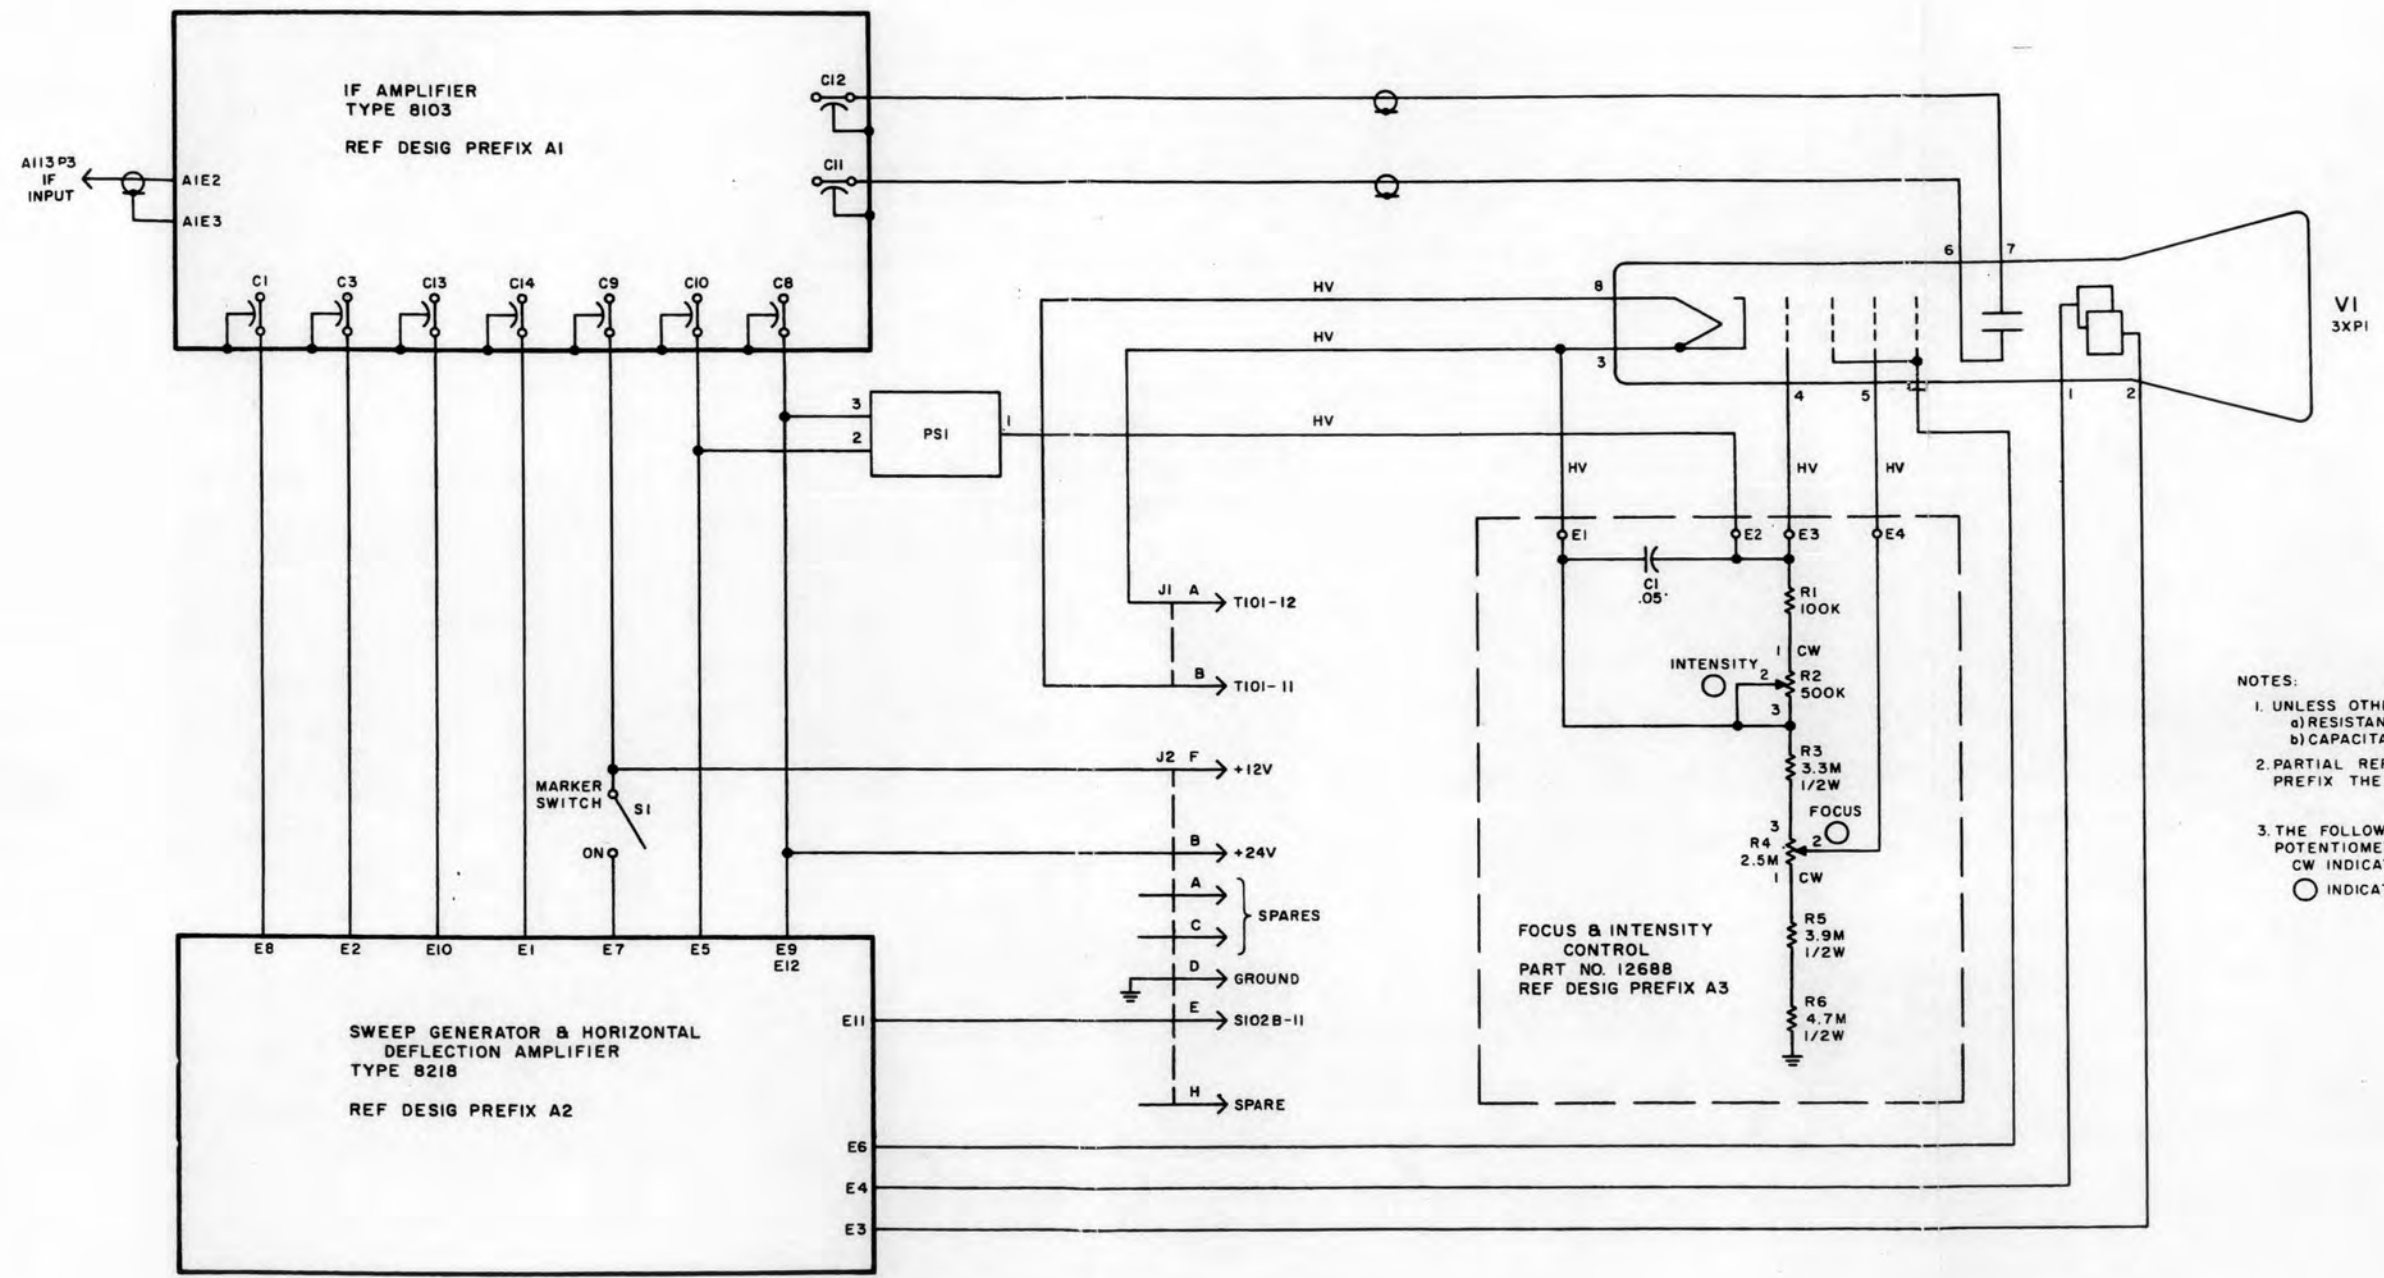 IF AMPLIFIER
TYPE 8103
REF DESIG PREFIX A1
A113P3
IF
INPUT
A1E2
A1E3
C12
C11
C1
C3
C13
C14
C9
C10
C8
3
2
PS1
1
HV
HV
HV
8
3
6
7
4
5
1
2
V1
3XP1
HV
HV
HV
E1
E2
E3
E4
C1
.05
R1
100K
1
CW
INTENSITY
2
R2
500K
3
R3
3.3M
1/2W
FOCUS
3
2
R4
2.5M
1
CW
R5
3.9M
1/2W
R6
4.7M
1/2W
FOCUS & INTENSITY
CONTROL
PART NO. 12688
REF DESIG PREFIX A3
J1 A
T101-12
B
T101-11
J2 F
+12V
B
+24V
A
C
SPARES
D
GROUND
E
S102B-11
H
SPARE
MARKER
SWITCH
S1
ON
E8
E2
E10
E1
E7
E5
E9
E12
E11
E6
E4
E3
SWEEP GENERATOR & HORIZONTAL
DEFLECTION AMPLIFIER
TYPE 8218
REF DESIG PREFIX A2
NOTES:
1. UNLESS OTH
a) RESISTAN
b) CAPACITA
2. PARTIAL REF
PREFIX THE
3. THE FOLLOW
POTENTIOME
CW INDICAT
INDICAT